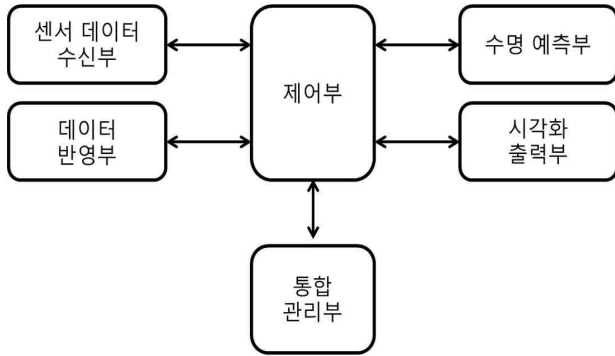 센서 데이터
수신부
제어부
수명 예측부
데이터
반영부
시각화
출력부
통합
관리부